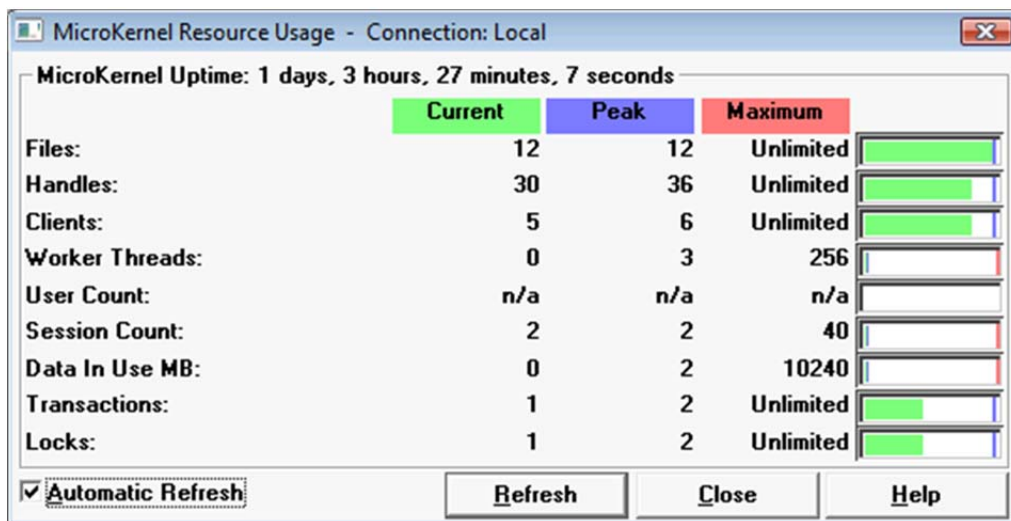 MicroKernel Resource Usage - Connection: Local
MicroKernel Uptime: 1 days, 3 hours, 27 minutes, 7 seconds
Current Peak Maximum
Files: 12 12 Unlimited
Handles: 30 36 Unlimited
Clients: 5 6 Unlimited
Worker Threads: 0 3 256
User Count: n/a n/a n/a
Session Count: 2 2 40
Data In Use MB: 0 2 10240
Transactions: 1 2 Unlimited
Locks: 1 2 Unlimited
Automatic Refresh Refresh Close Help